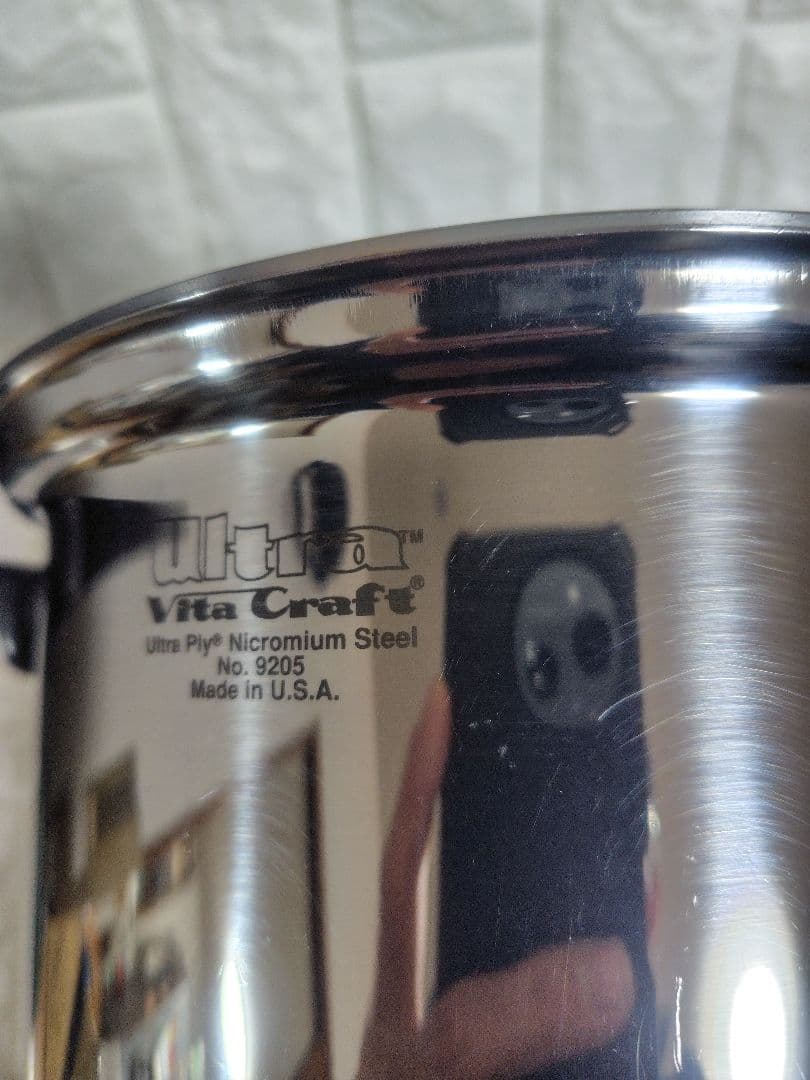 ultra™
Vita Craft®
Ultra Ply® Nicromium Steel
No. 9205
Made in U.S.A.